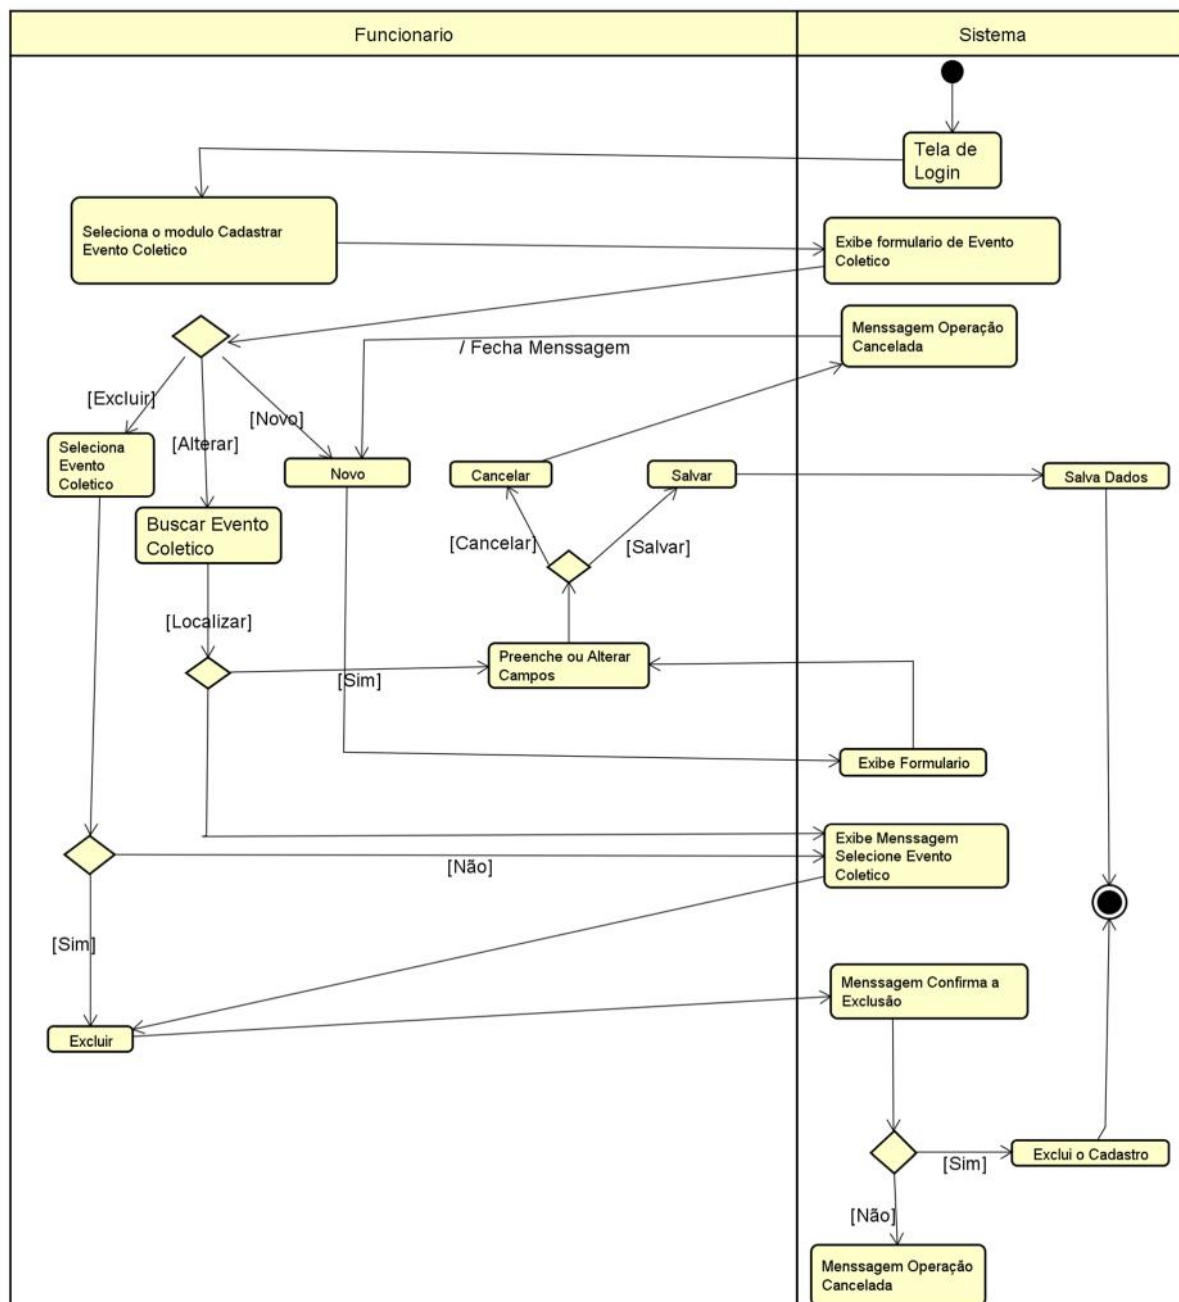 Funcionario
Sistema
Tela de
Login
Seleciona o modulo Cadastrar
Evento Coletico
Exibe formulario de Evento
Coletico
Menssagem Operação
Cancelada
/ Fecha Menssagem
[Excluir]
[Alterar]
[Novo]
Seleciona
Evento
Coletico
Novo
Cancelar
Salvar
Salva Dados
Buscar Evento
Coletico
[Cancelar]
[Salvar]
[Localizar]
Preenche ou Alterar
Campos
[Sim]
Exibe Formulario
Exibe Menssagem
Selecione Evento
Coletico
[Não]
[Sim]
Menssagem Confirma a
Exclusão
Excluir
Exclui o Cadastro
[Sim]
[Não]
Menssagem Operação
Cancelada